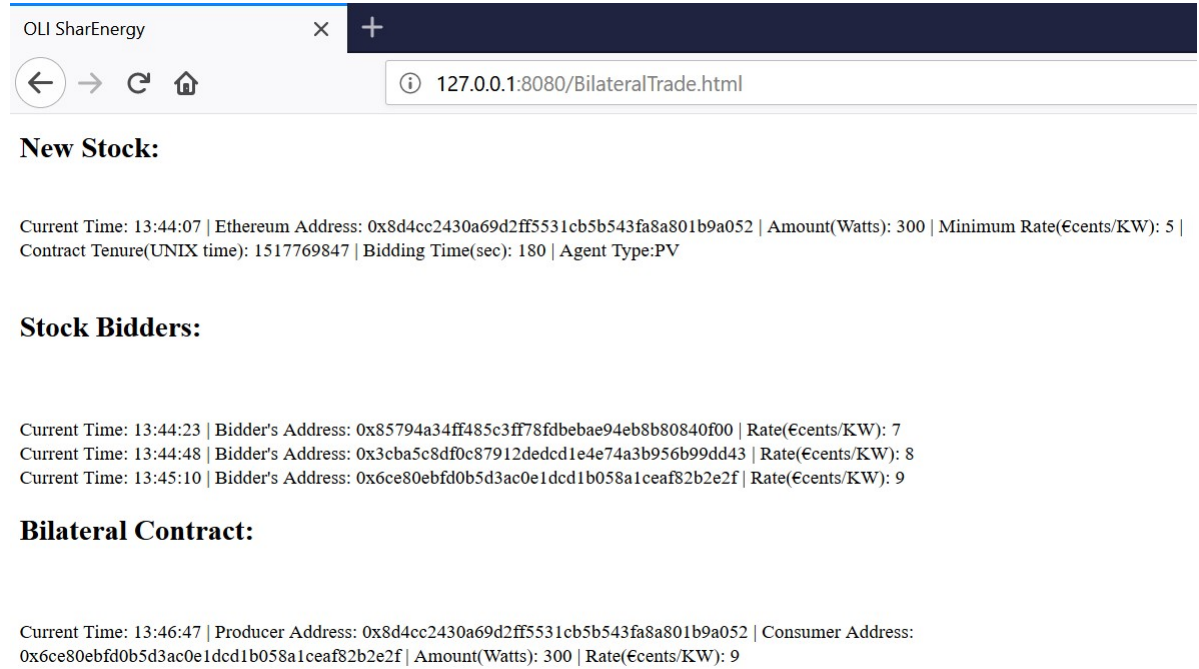 OLI SharEnergy
127.0.0.1:8080/BilateralTrade.html
New Stock:
Current Time: 13:44:07 | Ethereum Address: 0x8d4cc2430a69d2ff5531cb5b543fa8a801b9a052 | Amount(Watts): 300 | Minimum Rate(€cents/KW): 5 |
Contract Tenure(UNIX time): 1517769847 | Bidding Time(sec): 180 | Agent Type:PV
Stock Bidders:
Current Time: 13:44:23 | Bidder's Address: 0x85794a34ff485c3ff78fdbebae94eb8b80840f00 | Rate(€cents/KW): 7
Current Time: 13:44:48 | Bidder's Address: 0x3cba5c8df0c87912dedcd1e4e74a3b956b99dd43 | Rate(€cents/KW): 8
Current Time: 13:45:10 | Bidder's Address: 0x6ce80ebfd0b5d3ac0e1dcd1b058a1ceaf82b2e2f | Rate(€cents/KW): 9
Bilateral Contract:
Current Time: 13:46:47 | Producer Address: 0x8d4cc2430a69d2ff5531cb5b543fa8a801b9a052 | Consumer Address:
0x6ce80ebfd0b5d3ac0e1dcd1b058a1ceaf82b2e2f | Amount(Watts): 300 | Rate(€cents/KW): 9